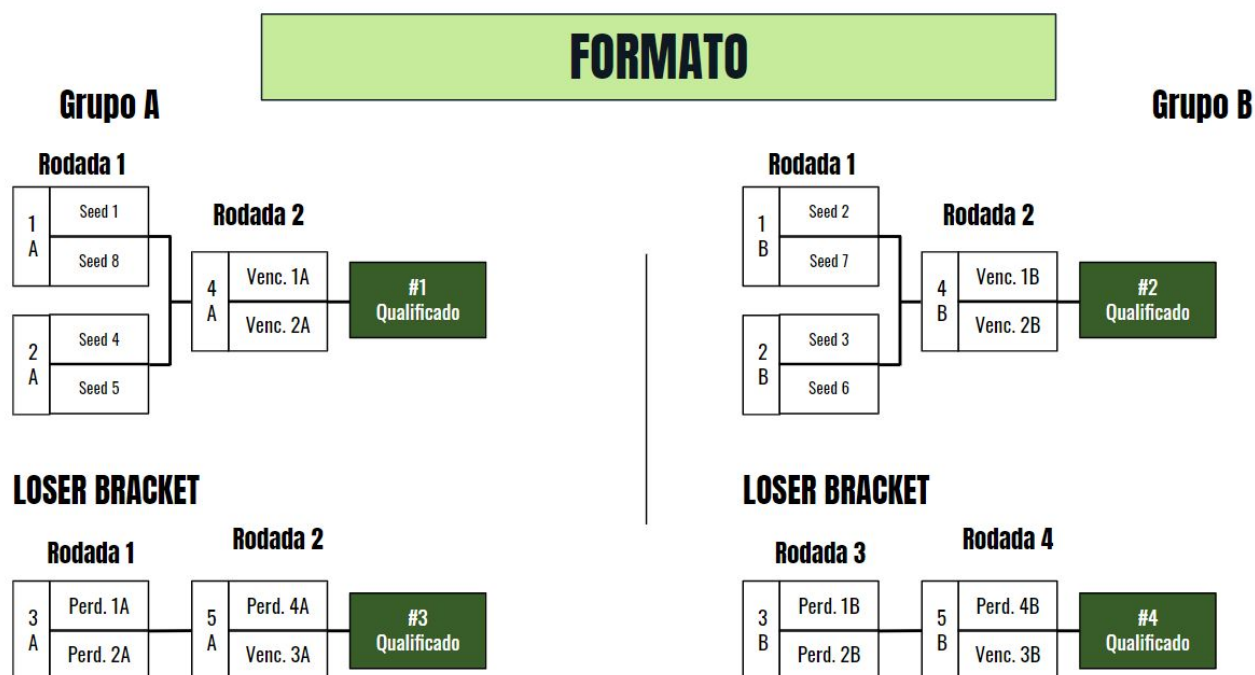 FORMATO
Grupo A
Rodada 1
1
A
Seed 1
Seed 8
2
A
Seed 4
Seed 5
Rodada 2
4
A
Venc. 1A
Venc. 2A
#1
Qualificado
LOSER BRACKET
Rodada 1
3
A
Perd. 1A
Perd. 2A
Rodada 2
5
A
Perd. 4A
Venc. 3A
#3
Qualificado
Grupo B
Rodada 1
1
B
Seed 2
Seed 7
2
B
Seed 3
Seed 6
Rodada 2
4
B
Venc. 1B
Venc. 2B
#2
Qualificado
LOSER BRACKET
Rodada 3
3
B
Perd. 1B
Perd. 2B
Rodada 4
5
B
Perd. 4B
Venc. 3B
#4
Qualificado